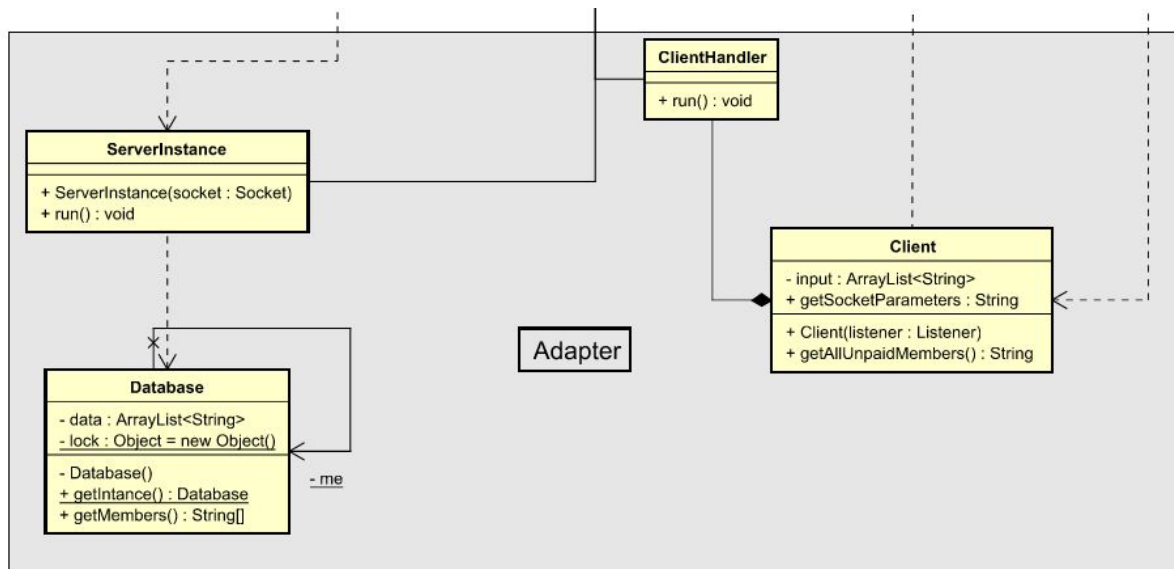 ClientHandler
+ run() : void
ServerInstance
+ ServerInstance(socket : Socket)
+ run() : void
Client
- input : ArrayList<String>
+ getSocketParameters : String
+ Client(listener : Listener)
+ getAllUnpaidMembers() : String
Adapter
Database
- data : ArrayList<String>
- lock : Object = new Object()
- Database()
+ getIntance() : Database
+ getMembers() : String[]
- me